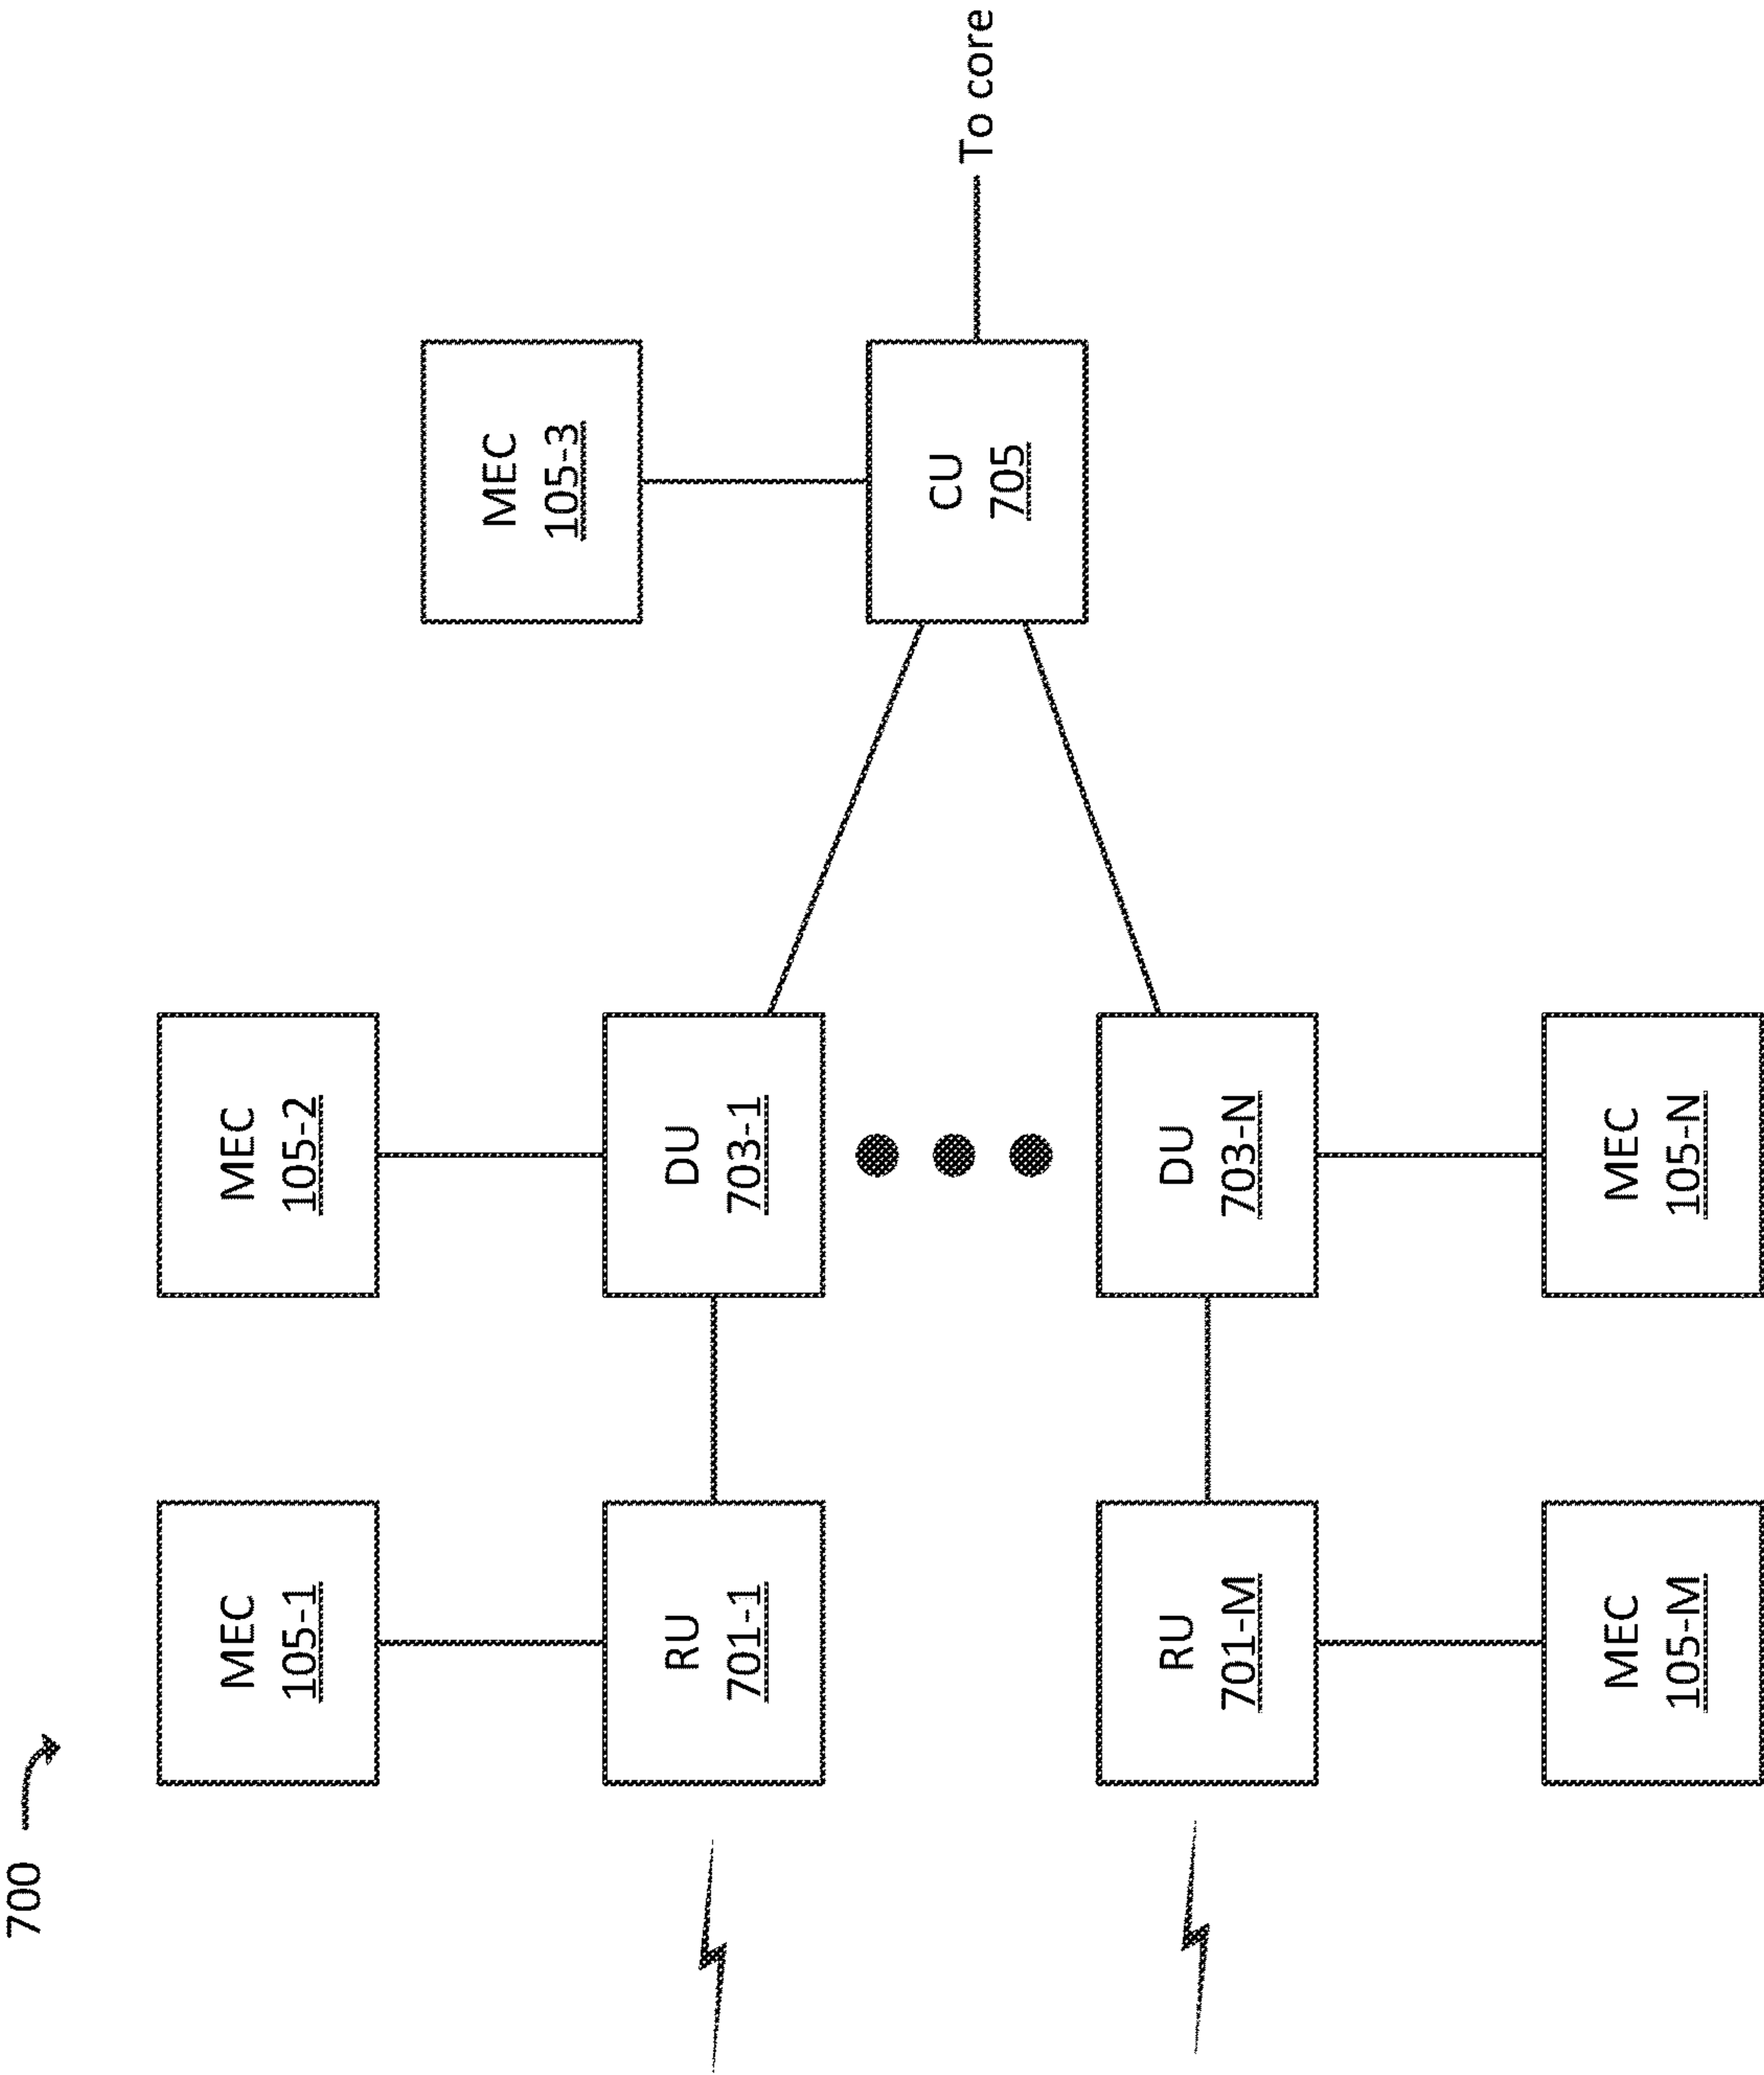 700
MEC
105-1
MEC
105-2
MEC
105-3
RU
701-1
DU
703-1
CU
705
To core
RU
701-M
DU
703-N
MEC
105-M
MEC
105-N